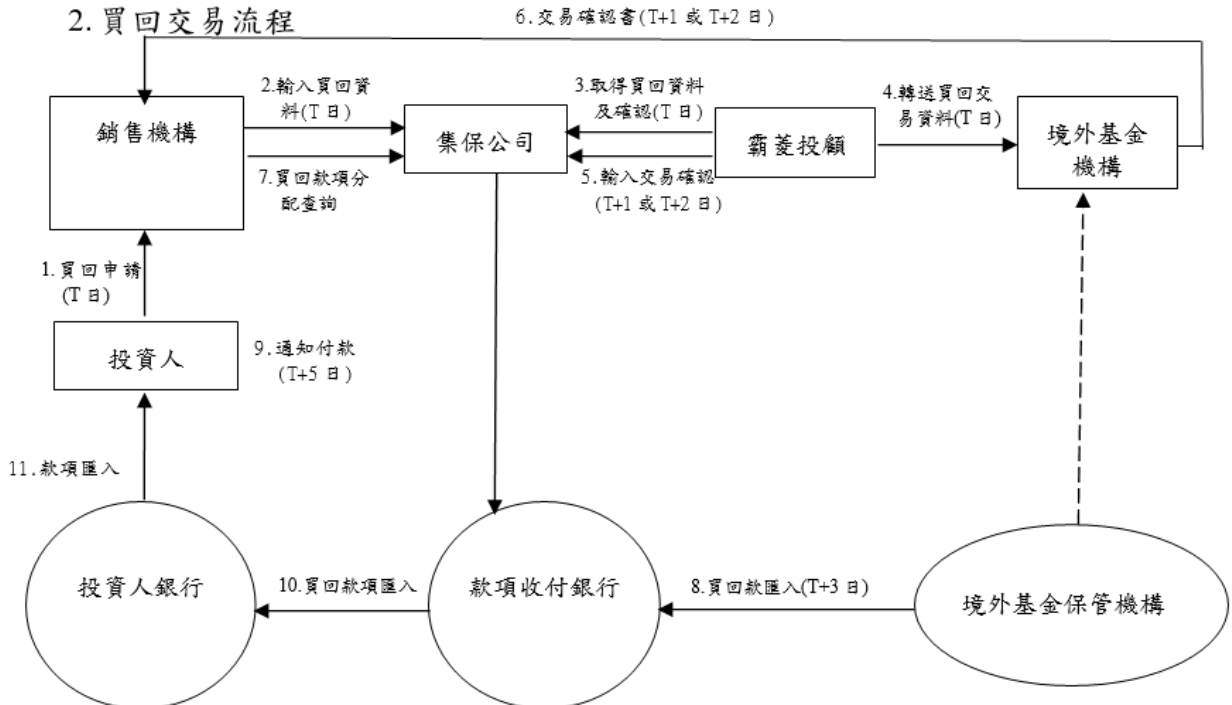 2.買回交易流程
6.交易確認書(T+1 或 T+2 日)
銷售機構
2.輸入買回資
料(T 日)
7.買回款項分
配查詢
集保公司
3.取得買回資料
及確認(T 日)
5.輸入交易確認
(T+1 或 T+2 日)
霸菱投顧
4.轉送買回交
易資料(T 日)
境外基金
機構
1.買回申請
(T 日)
投資人
9.通知付款
(T+5 日)
11.款項匯入
投資人銀行
10.買回款項匯入
款項收付銀行
8.買回款匯入(T+3 日)
境外基金保管機構